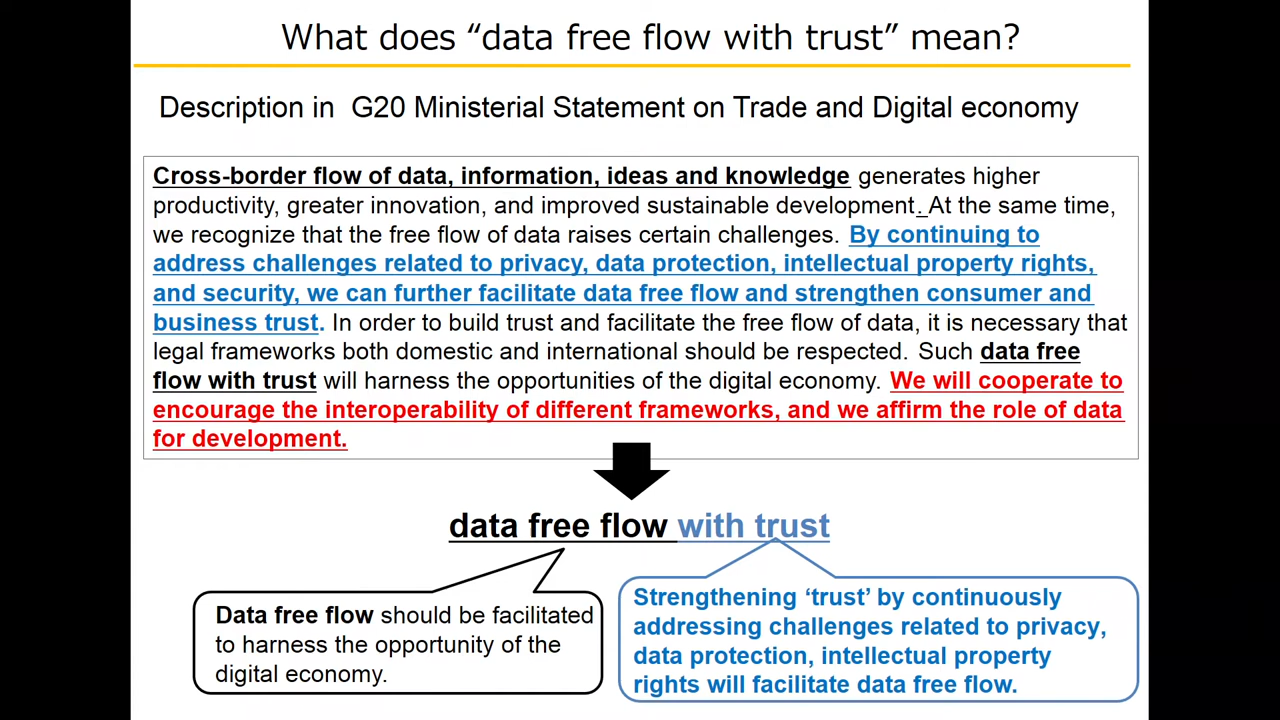 What does “data free flow with trust” mean?
Description in G20 Ministerial Statement on Trade and Digital economy
Cross-border flow of data, information, ideas and knowledge generates higher
productivity, greater innovation, and improved sustainable development. At the same time,
we recognize that the free flow of data raises certain challenges. By continuing to
address challenges related to privacy, data protection, intellectual property rights,
and security, we can further facilitate data free flow and strengthen consumer and
business trust. In order to build trust and facilitate the free flow of data, it is necessary that
legal frameworks both domestic and international should be respected. Such data free
flow with trust will harness the opportunities of the digital economy. We will cooperate to
encourage the interoperability of different frameworks, and we affirm the role of data
for development.
data free flow with trust
Data free flow should be facilitated
to harness the opportunity of the
digital economy.
Strengthening ‘trust’ by continuously
addressing challenges related to privacy,
data protection, intellectual property
rights will facilitate data free flow.